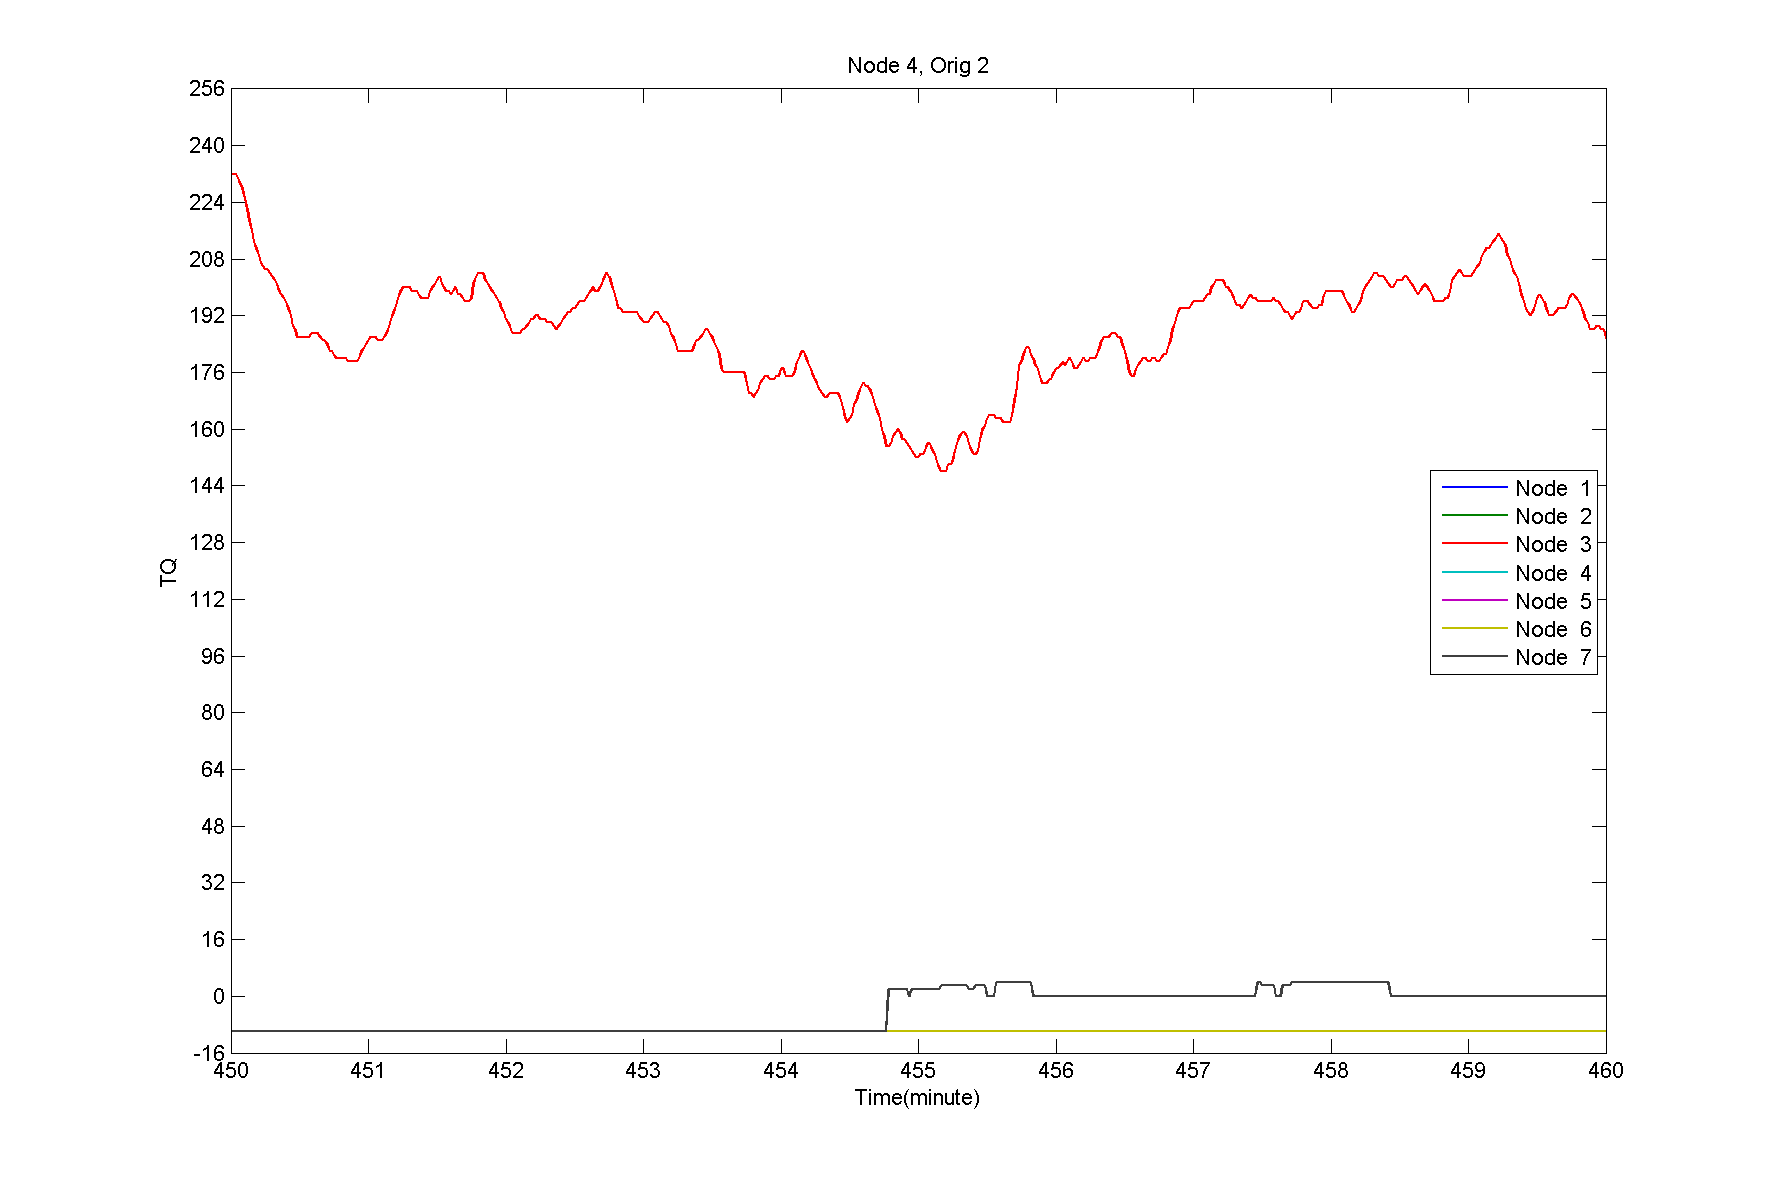 Node 4, Orig 2
256
240
224
208
192
176
160
144
128
112
96
80
64
48
32
16
0
-16
TQ
Node 1
Node 2
Node 3
Node 4
Node 5
Node 6
Node 7
450 451 452 453 454 455 456 457 458 459 460
Time(minute)